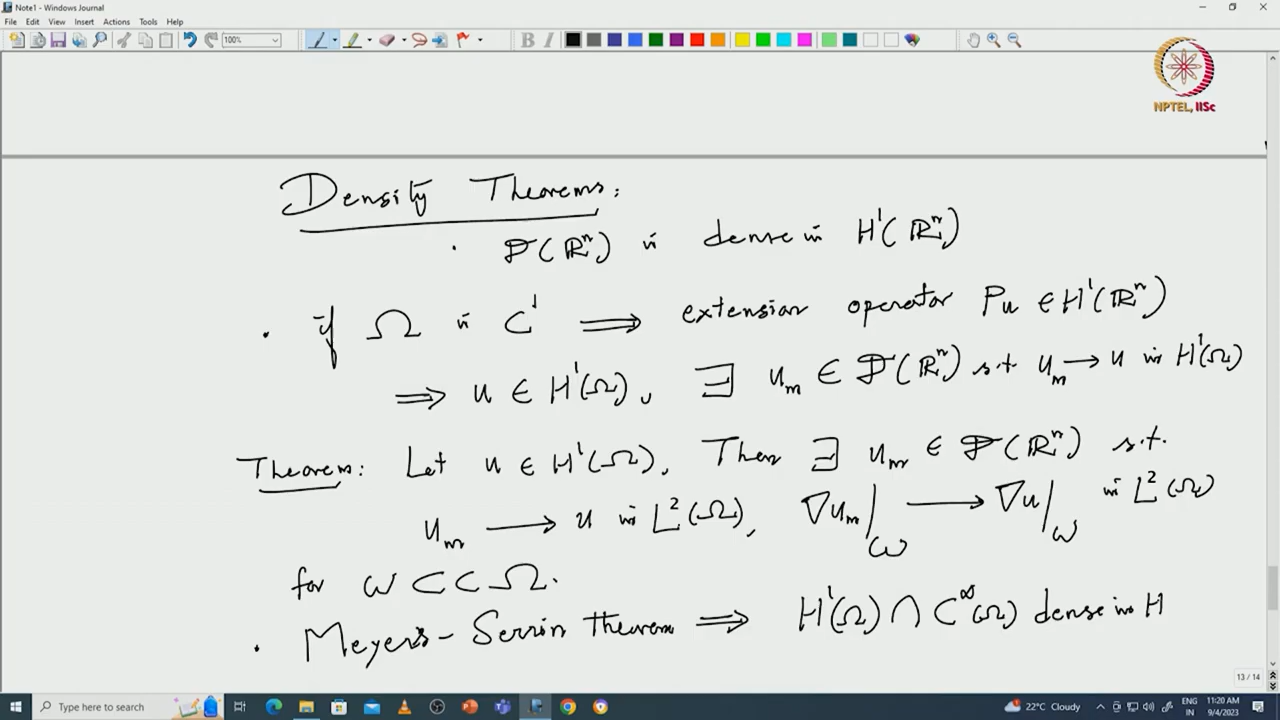 Note1 - Windows Journal
File Edit View Insert Actions Tools Help
100%
NPTEL, IISc
Density Theorems:
· 𝒟(ℝⁿ) is dense in H¹(ℝⁿ)
· if Ω is C¹ ⟹ extension operator Pu ∈ H¹(ℝⁿ)
⟹ u ∈ H¹(Ω), ∃ uₘ ∈ 𝒟(ℝⁿ) s.t uₘ → u in H¹(Ω)
Theorem: Let u ∈ H¹(Ω), Then ∃ uₘ ∈ 𝒟(ℝⁿ) s.t.
uₘ → u in L²(Ω), ∇uₘ|_ω → ∇u|_ω in L²(ω)
for ω ⊂⊂ Ω.
· Meyer's - Serrin theorem ⟹ H¹(Ω) ∩ C^∞(Ω) dense in H
13 / 14
Type here to search
22°C Cloudy
ENG
IN
11:20 AM
9/4/2023